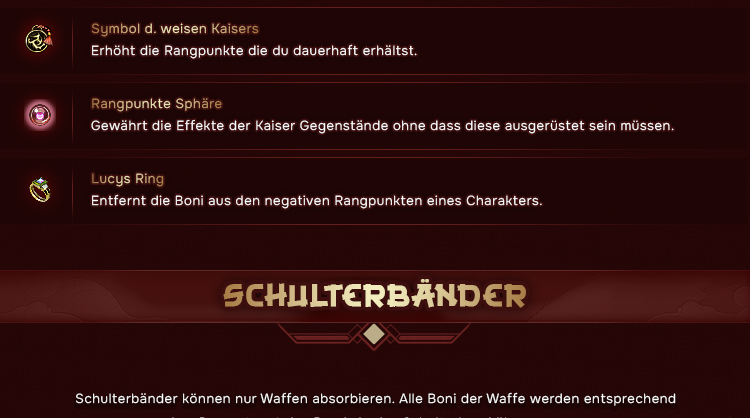 Symbol d. weisen Kaisers
Erhöht die Rangpunkte die du dauerhaft erhältst.
Rangpunkte Sphäre
Gewährt die Effekte der Kaiser Gegenstände ohne dass diese ausgerüstet sein müssen.
Lucys Ring
Entfernt die Boni aus den negativen Rangpunkten eines Charakters.
SCHULTERBÄNDER
Schulterbänder können nur Waffen absorbieren. Alle Boni der Waffe werden entsprechend